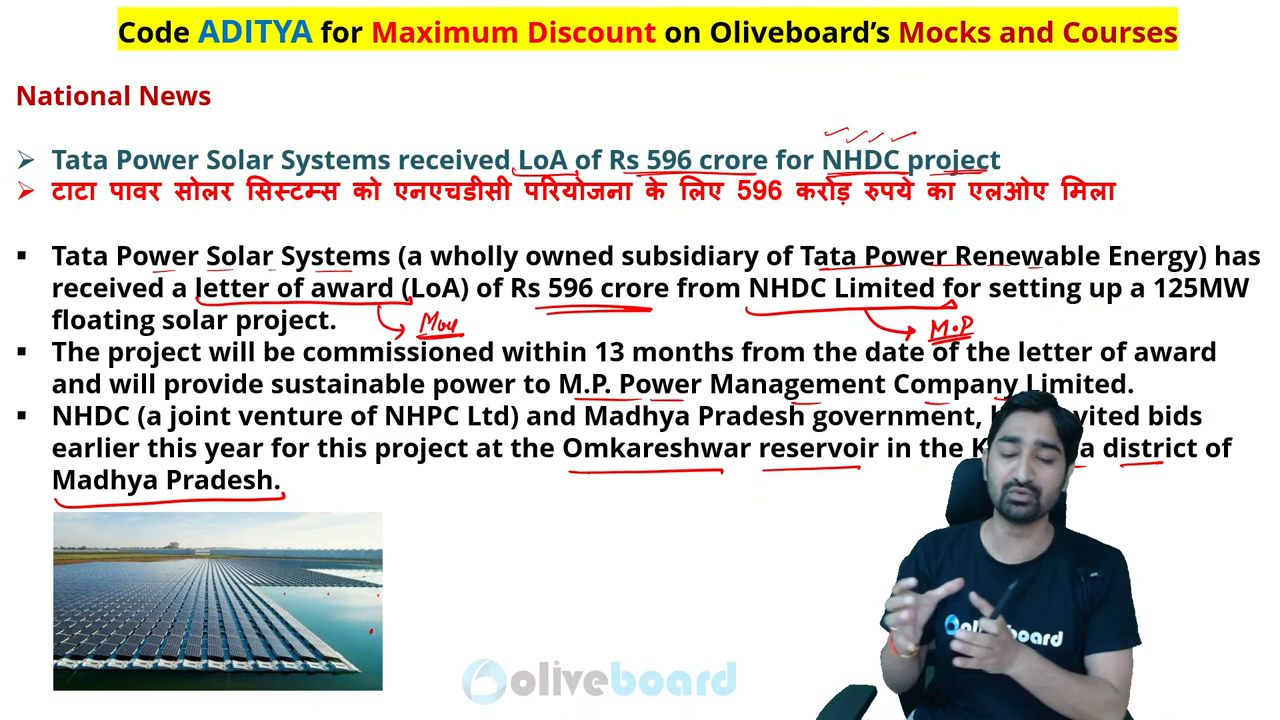 Code ADITYA for Maximum Discount on Oliveboard's Mocks and Courses
National News
Tata Power Solar Systems received LoA of Rs 596 crore for NHDC project
टाटा पावर सोलर सिस्टम्स को एनएचडीसी परियोजना के लिए 596 करोड़ रुपये का एलओए मिला
Tata Power Solar Systems (a wholly owned subsidiary of Tata Power Renewable Energy) has
received a letter of award (LoA) of Rs 596 crore from NHDC Limited for setting up a 125MW
floating solar project.
Mou
M.P
The project will be commissioned within 13 months from the date of the letter of award
and will provide sustainable power to M.P. Power Management Company Limited.
NHDC (a joint venture of NHPC Ltd) and Madhya Pradesh government, bids
earlier this year for this project at the Omkareshwar reservoir in the district of
Madhya Pradesh.
oliveboard
oliveboard